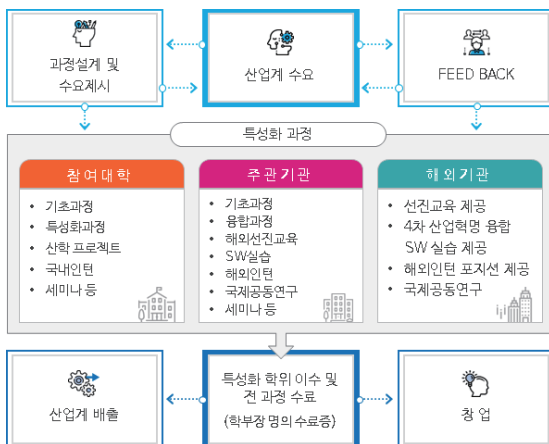 과정설계 및
수요제시
산업계 수요
FEED BACK
특성화 과정
참여대학
• 기초과정
• 특성화과정
• 산학 프로젝트
• 국내인턴
• 세미나 등
주관기관
• 기초과정
• 융합과정
• 해외선진교육
• SW실습
• 해외인턴
• 국제공동연구
• 세미나 등
해외기관
• 선진교육 제공
• 4차 산업혁명 융합
SW 실습 제공
• 해외인턴 포지션 제공
• 국제공동연구
산업계 배출
특성화 학위 이수 및
전 과정 수료
(학부장 명의 수료증)
창 업